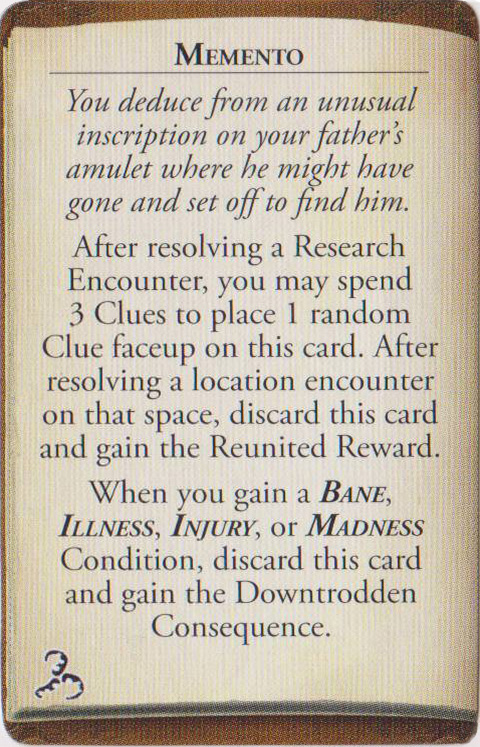 MEMENTO
You deduce from an unusual
inscription on your father's
amulet where he might have
gone and set off to find him.
After resolving a Research
Encounter, you may spend
3 Clues to place 1 random
Clue faceup on this card. After
resolving a location encounter
on that space, discard this card
and gain the Reunited Reward.
When you gain a BANE,
ILLNESS, INJURY, or MADNESS
Condition, discard this card
and gain the Downtrodden
Consequence.